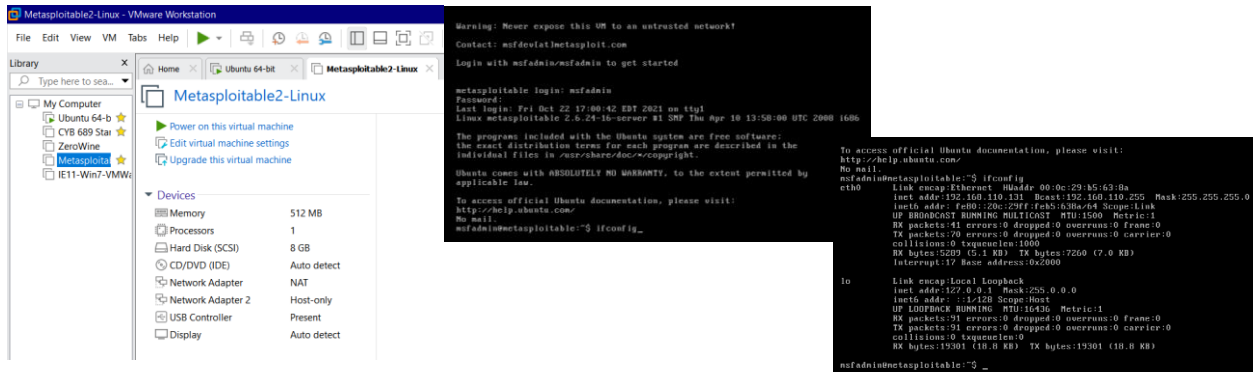 Metasploitable2-Linux - VMware Workstation
File Edit View VM Tabs Help
Library X
Type here to sea...
My Computer
Ubuntu 64-b
CYB 689 Star
ZeroWine
Metasploital
IE11-Win7-VMWa
Home × Ubuntu 64-bit × Metasploitable2-Linux ×
Metasploitable2-Linux
Power on this virtual machine
Edit virtual machine settings
Upgrade this virtual machine
Devices
Memory 512 MB
Processors 1
Hard Disk (SCSI) 8 GB
CD/DVD (IDE) Auto detect
Network Adapter NAT
Network Adapter 2 Host-only
USB Controller Present
Display Auto detect
Warning: Never expose this VM to an untrusted network!
Contact: msfdev[at]metasploit.com
Login with msfadmin/msfadmin to get started
metasploitable login: msfadmin
Password:
Last login: Fri Oct 22 17:00:42 EDT 2021 on tty1
Linux metasploitable 2.6.24-16-server #1 SMP Thu Apr 10 13:58:00 UTC 2008 i686
The programs included with the Ubuntu system are free software;
the exact distribution terms for each program are described in the
individual files in /usr/share/doc/*/copyright.
Ubuntu comes with ABSOLUTELY NO WARRANTY, to the extent permitted by
applicable law.
To access official Ubuntu documentation, please visit:
http://help.ubuntu.com/
No mail.
msfadmin@metasploitable:~$ ifconfig_
To access official Ubuntu documentation, please visit:
http://help.ubuntu.com/
No mail.
msfadmin@metasploitable:~$ ifconfig
eth0 Link encap:Ethernet HWaddr 00:0c:29:b5:63:8a
inet addr:192.168.110.131 Bcast:192.168.110.255 Mask:255.255.255.0
inet6 addr: fe80::20c:29ff:feb5:638a/64 Scope:Link
UP BROADCAST RUNNING MULTICAST MTU:1500 Metric:1
RX packets:41 errors:0 dropped:0 overruns:0 frame:0
TX packets:70 errors:0 dropped:0 overruns:0 carrier:0
collisions:0 txqueuelen:1000
RX bytes:5289 (5.1 KB) TX bytes:7260 (7.0 KB)
Interrupt:17 Base address:0x2000
lo Link encap:Local Loopback
inet addr:127.0.0.1 Mask:255.0.0.0
inet6 addr: ::1/128 Scope:Host
UP LOOPBACK RUNNING MTU:16436 Metric:1
RX packets:91 errors:0 dropped:0 overruns:0 frame:0
TX packets:91 errors:0 dropped:0 overruns:0 carrier:0
collisions:0 txqueuelen:0
RX bytes:19301 (18.8 KB) TX bytes:19301 (18.8 KB)
msfadmin@metasploitable:~$ _